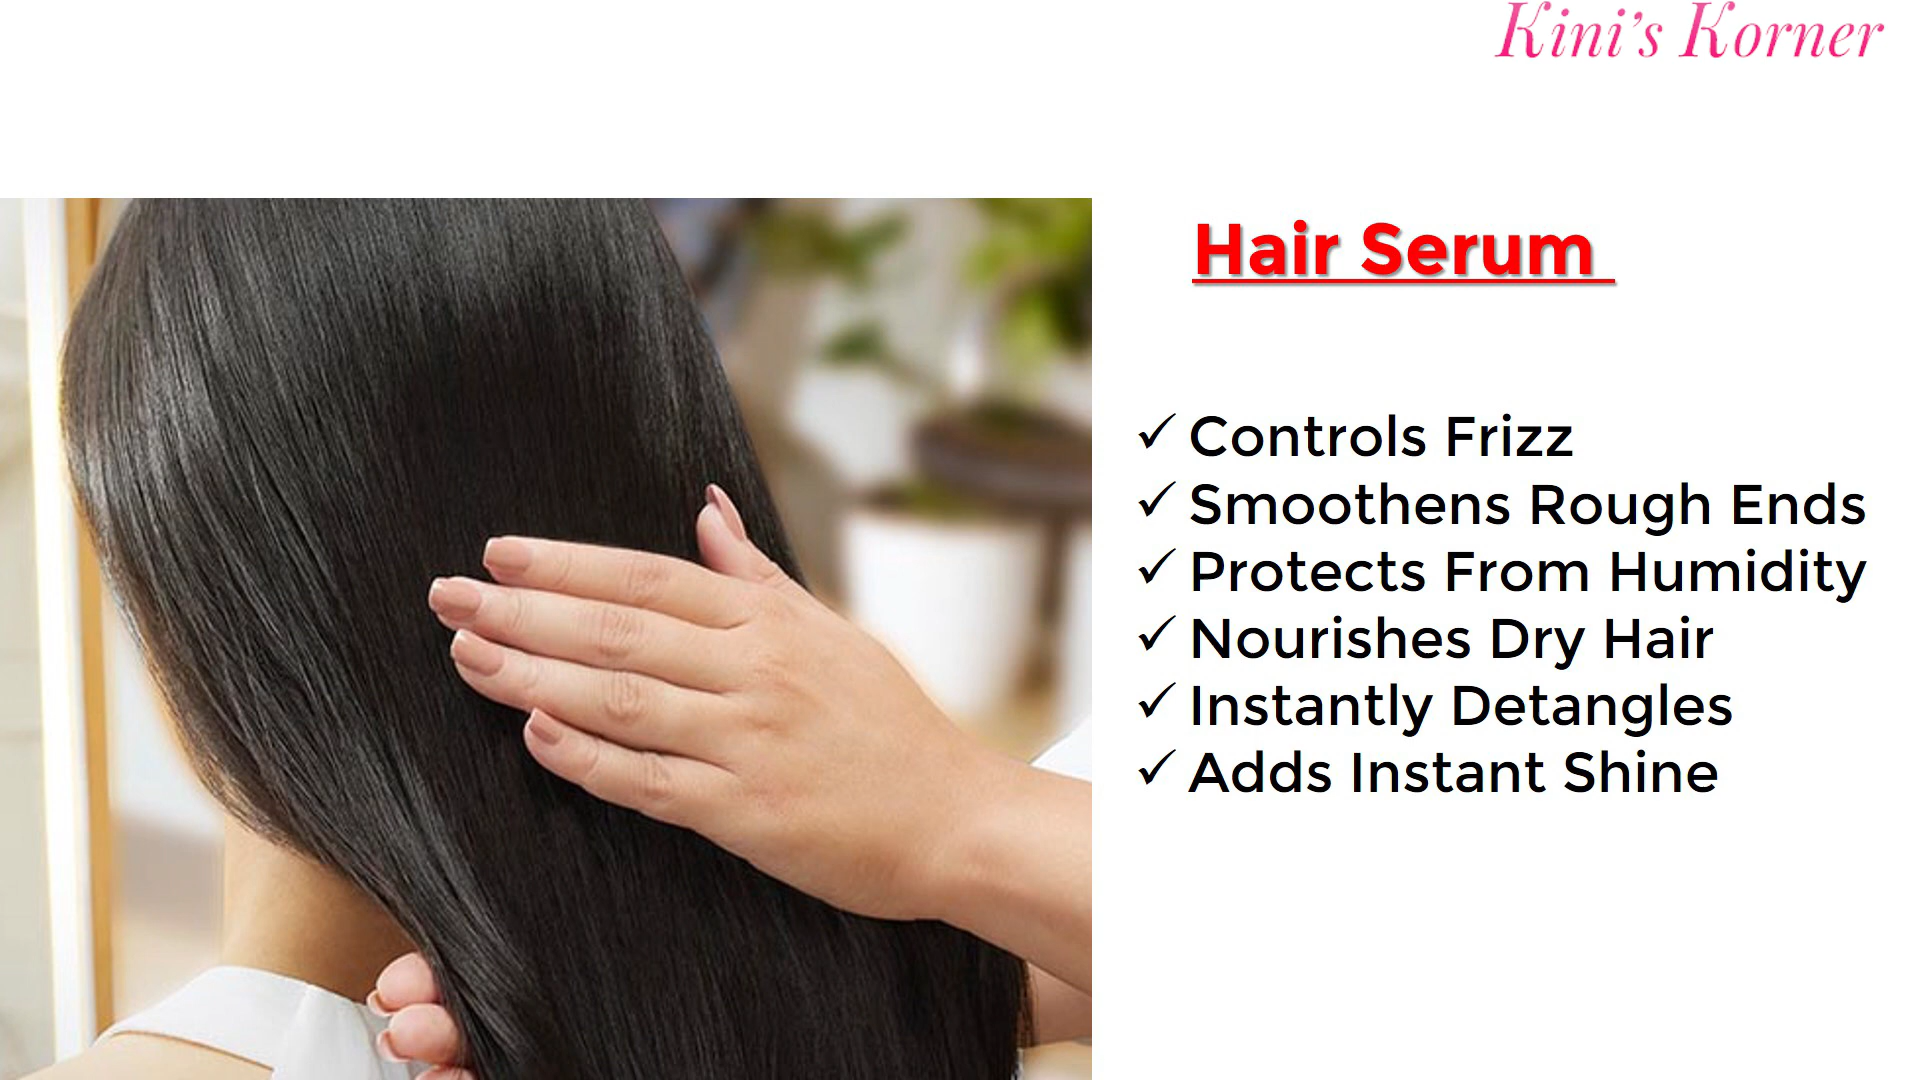 Kini's Korner
Hair Serum
✓ Controls Frizz
✓ Smoothens Rough Ends
✓ Protects From Humidity
✓ Nourishes Dry Hair
✓ Instantly Detangles
✓ Adds Instant Shine